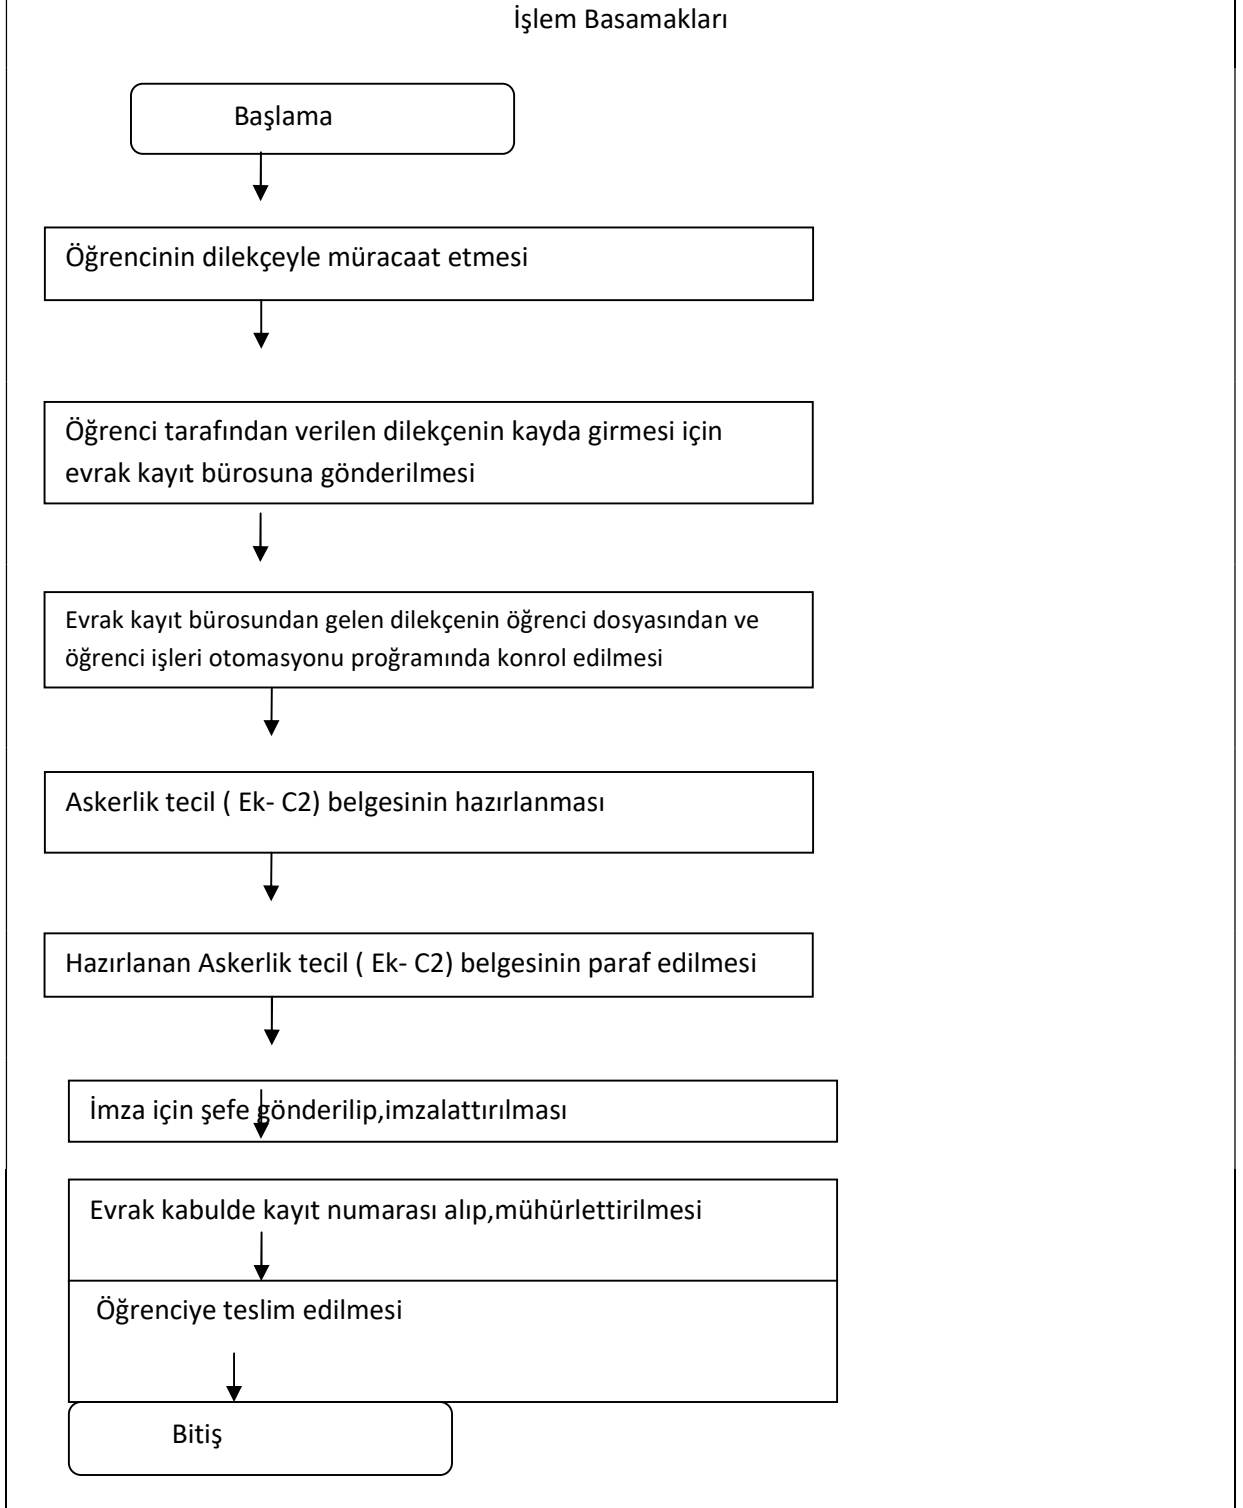 İşlem Basamakları
Başlama
Öğrencinin dilekçeyle müracaat etmesi
Öğrenci tarafından verilen dilekçenin kayda girmesi için
evrak kayıt bürosuna gönderilmesi
Evrak kayıt bürosundan gelen dilekçenin öğrenci dosyasından ve
öğrenci işleri otomasyonu proğramında konrol edilmesi
Askerlik tecil ( Ek- C2) belgesinin hazırlanması
Hazırlanan Askerlik tecil ( Ek- C2) belgesinin paraf edilmesi
İmza için şefe gönderilip,imzalattırılması
Evrak kabulde kayıt numarası alıp,mühürlettirilmesi
Öğrenciye teslim edilmesi
Bitiş